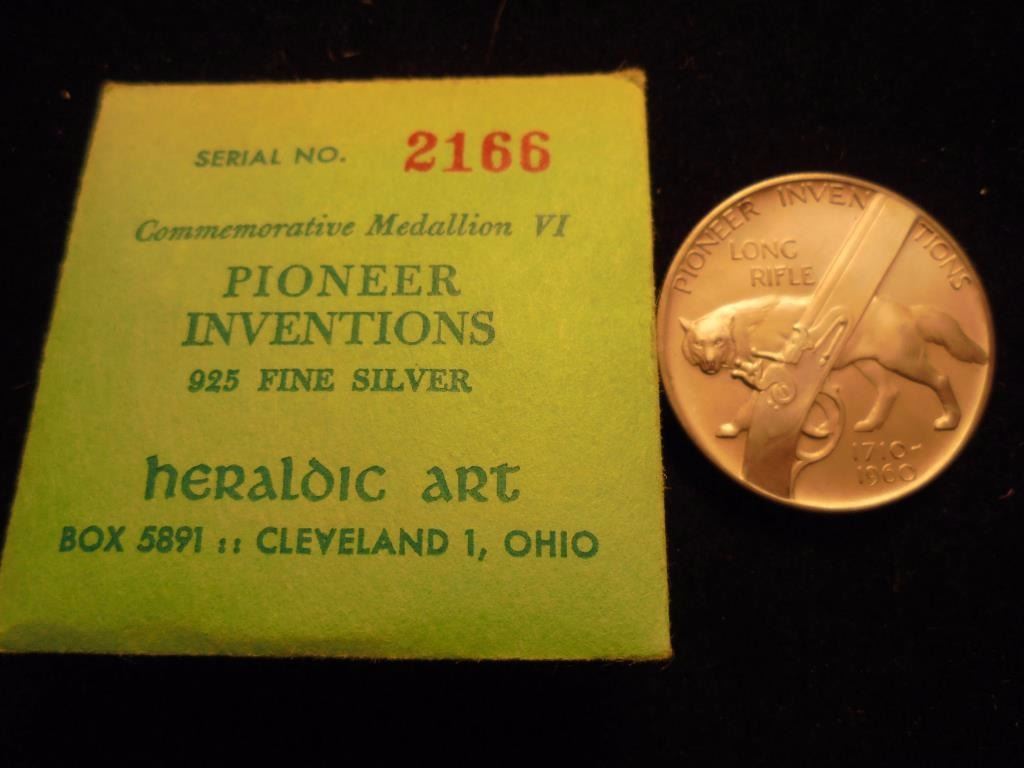 SERIAL NO. 2166
Commemorative Medallion VI
PIONEER
INVENTIONS
925 FINE SILVER
heraldic art
BOX 5891 :: CLEVELAND 1, OHIO
PIONEER INVENTIONS
LONG
RIFLE
1710-
1960